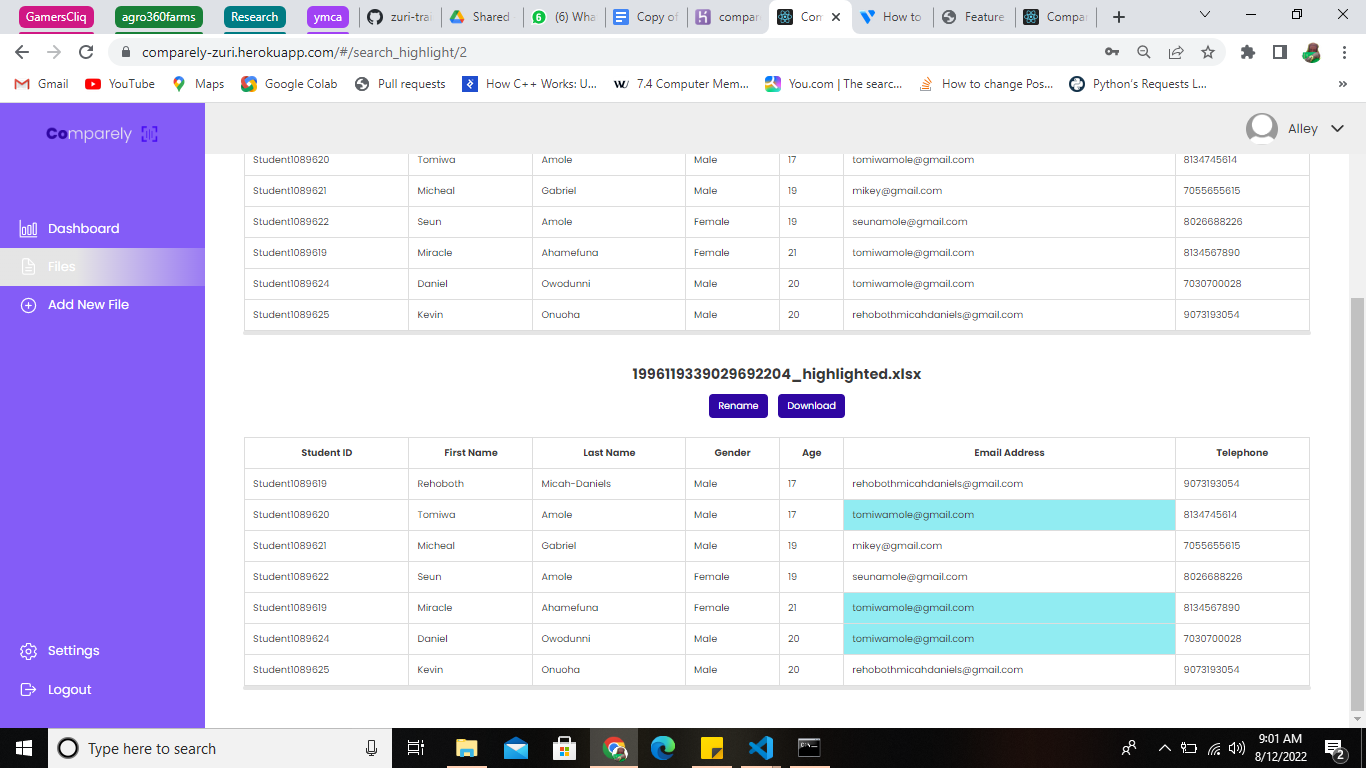 GamersCliq agro360farms Research ymca zuri-trai Shared (6) Wha Copy of compar Com How to Feature Compa
comparely-zuri.herokuapp.com/#/search_highlight/2
Gmail YouTube Maps Google Colab Pull requests How C++ Works: U... 7.4 Computer Mem... You.com | The searc... How to change Pos... Python's Requests L... »
Comparely
Alley
Dashboard
Files
Add New File
Settings
Logout
Student1089620 Tomiwa Amole Male 17 tomiwamole@gmail.com 8134745614
Student1089621 Micheal Gabriel Male 19 mikey@gmail.com 7055655615
Student1089622 Seun Amole Female 19 seunamole@gmail.com 8026688226
Student1089619 Miracle Ahamefuna Female 21 tomiwamole@gmail.com 8134567890
Student1089624 Daniel Owodunni Male 20 tomiwamole@gmail.com 7030700028
Student1089625 Kevin Onuoha Male 20 rehobothmicahdaniels@gmail.com 9073193054
1996119339029692204_highlighted.xlsx
Rename Download
Student ID First Name Last Name Gender Age Email Address Telephone
Student1089619 Rehoboth Micah-Daniels Male 17 rehobothmicahdaniels@gmail.com 9073193054
Student1089620 Tomiwa Amole Male 17 tomiwamole@gmail.com 8134745614
Student1089621 Micheal Gabriel Male 19 mikey@gmail.com 7055655615
Student1089622 Seun Amole Female 19 seunamole@gmail.com 8026688226
Student1089619 Miracle Ahamefuna Female 21 tomiwamole@gmail.com 8134567890
Student1089624 Daniel Owodunni Male 20 tomiwamole@gmail.com 7030700028
Student1089625 Kevin Onuoha Male 20 rehobothmicahdaniels@gmail.com 9073193054
Type here to search
9:01 AM
8/12/2022
2